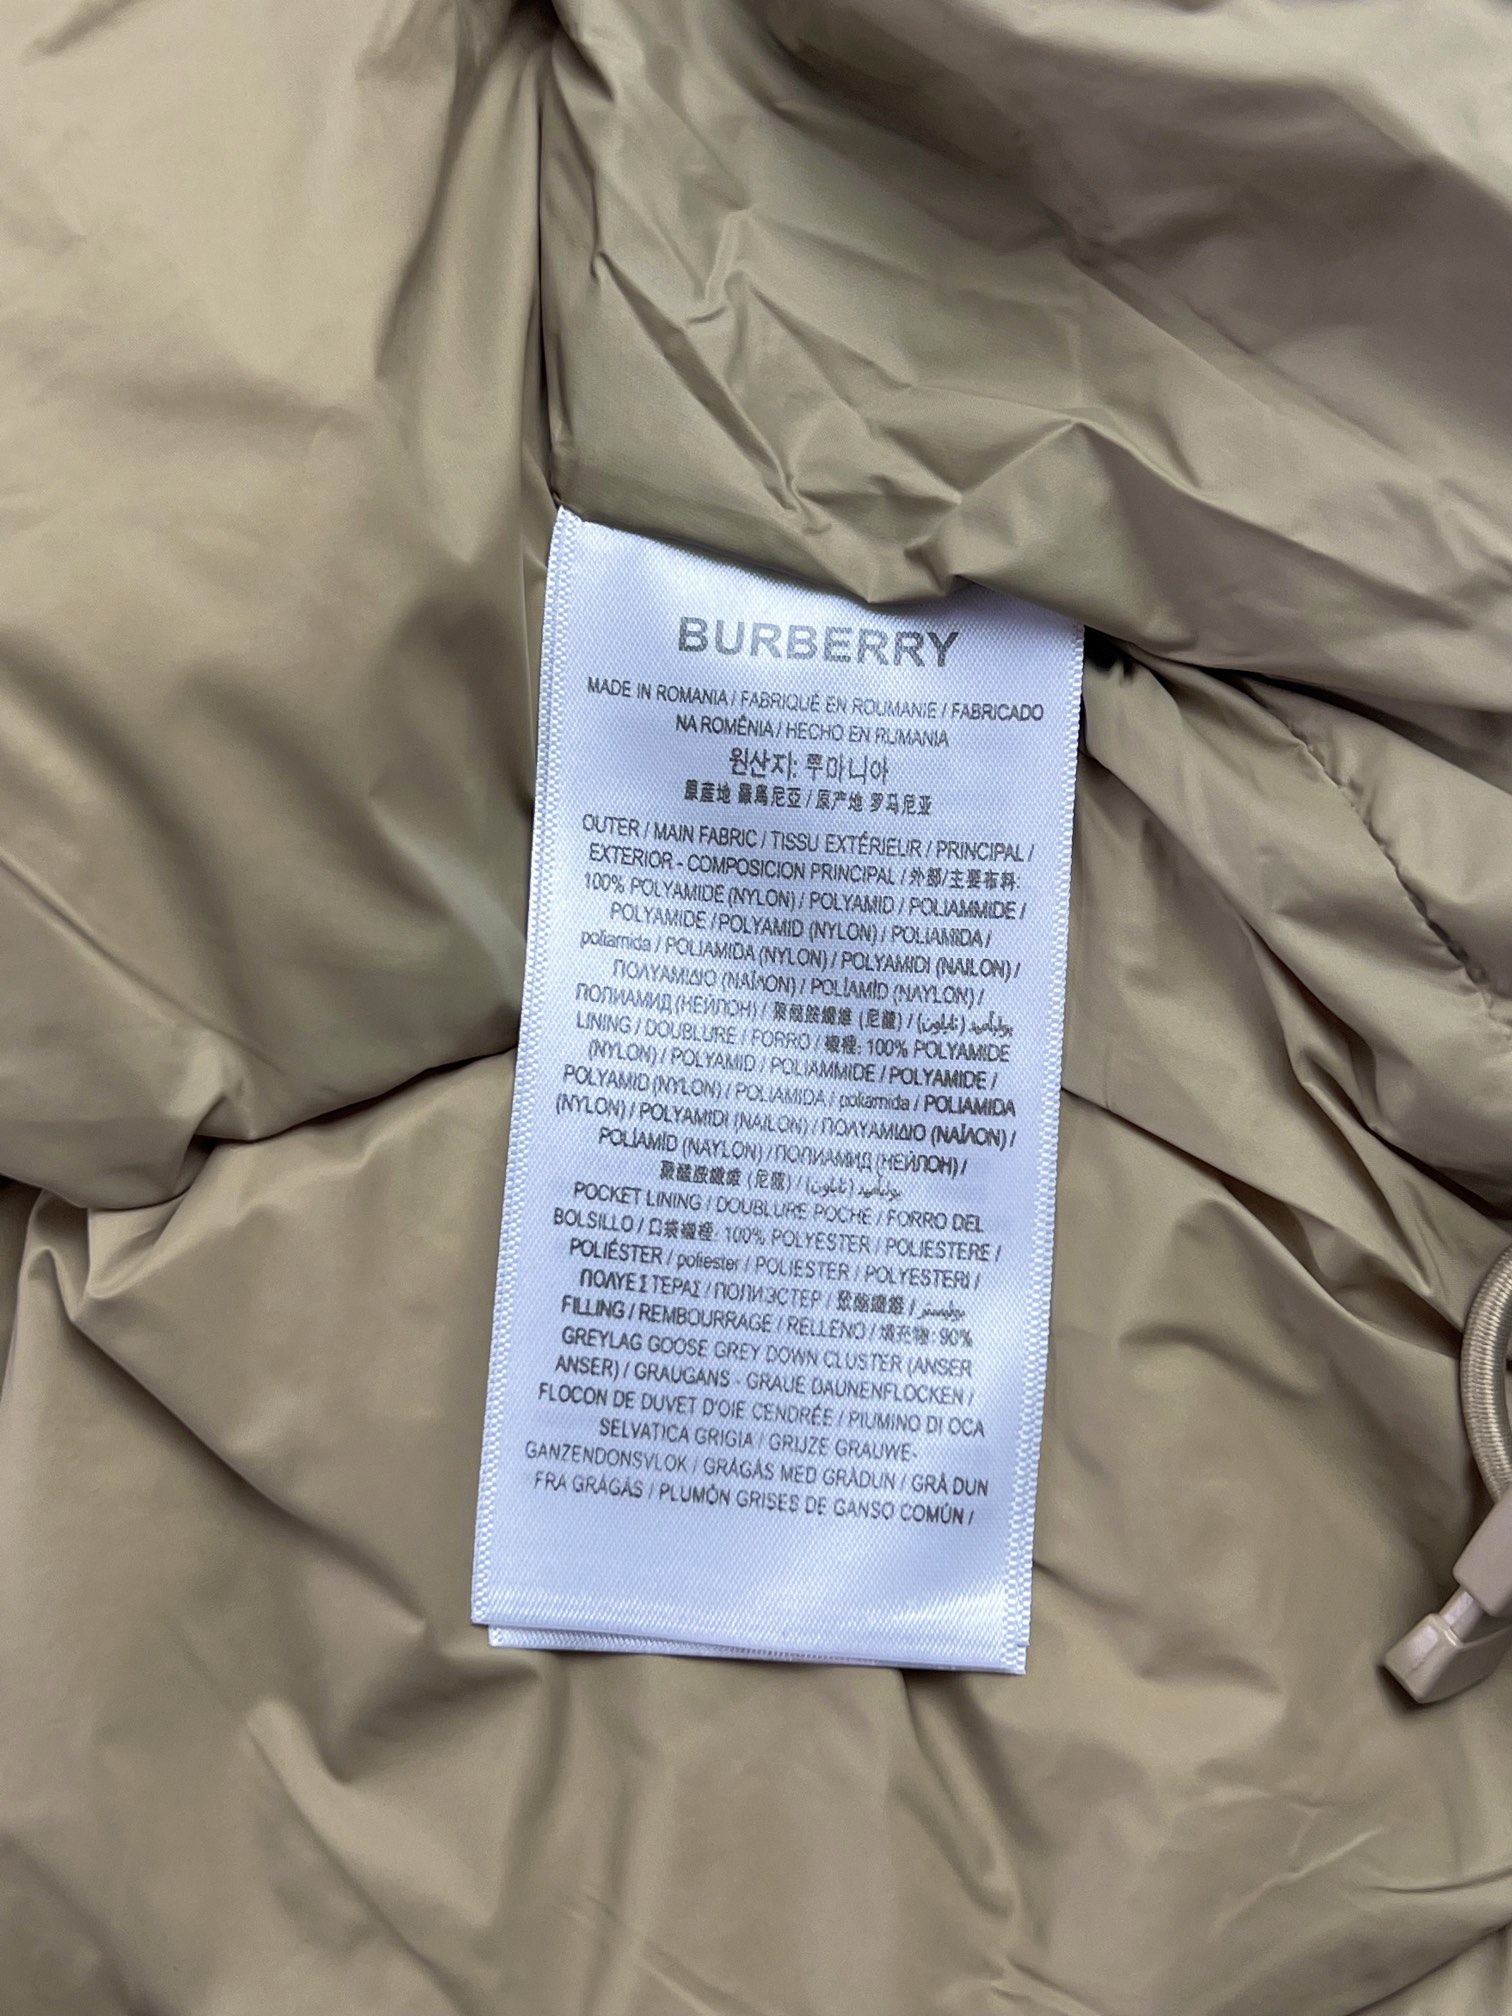 BURBERRY
MADE IN ROMANIA / FABRIQUÉ EN ROUMANIE / FABRICADO
NA ROMÊNIA / HECHO EN RUMANIA
원산지: 루마니아
原産地 羅馬尼亞 / 原产地 罗马尼亚
OUTER / MAIN FABRIC / TISSU EXTÉRIEUR / PRINCIPAL /
EXTERIOR - COMPOSICION PRINCIPAL / 外部/主要布料:
100% POLYAMIDE (NYLON) / POLYAMID / POLIAMMIDE /
POLYAMIDE / POLYAMID (NYLON) / POLIAMIDA /
poliamida / POLIAMIDA (NYLON) / POLYAMIDI (NAILON) /
ΠΟΛΥΑΜΙΔΙΟ (ΝΑΪΛΟΝ) / POLİAMİD (NAYLON) /
ПОЛИАМИД (НЕЙЛОН) / 聚醯胺纖維 (尼龍) / بولياميد (نايلون)
LINING / DOUBLURE / FORRO / 襯裡: 100% POLYAMIDE
(NYLON) / POLYAMID / POLIAMMIDE / POLYAMIDE /
POLYAMID (NYLON) / POLIAMIDA / poliamida / POLIAMIDA
(NYLON) / POLYAMIDI (NAILON) / ΠΟΛΥΑΜΙΔΙΟ (ΝΑΪΛΟΝ) /
POLİAMİD (NAYLON) / ПОЛИАМИД (НЕЙЛОН) /
聚醯胺纖維 (尼龍) / بولياميد (نايلون)
POCKET LINING / DOUBLURE POCHE / FORRO DEL
BOLSILLO / 口袋襯裡: 100% POLYESTER / POLIESTERE /
POLIÉSTER / poliester / POLIESTER / POLYESTERI /
ΠΟΛΥΕΣΤΕΡΑΣ / ПОЛИЭСТЕР / 聚酯纖維 / بوليستر
FILLING / REMBOURRAGE / RELLENO / 填充物: 90%
GREYLAG GOOSE GREY DOWN CLUSTER (ANSER
ANSER) / GRAUGANS - GRAUE DAUNENFLOCKEN /
FLOCON DE DUVET D'OIE CENDRÉE / PIUMINO DI OCA
SELVATICA GRIGIA / GRIJZE GRAUWE-
GANZENDONSVLOK / GRÅGÅS MED GRÅDUN / GRÅ DUN
FRA GRÅGÅS / PLUMÓN GRISES DE GANSO COMÚN /